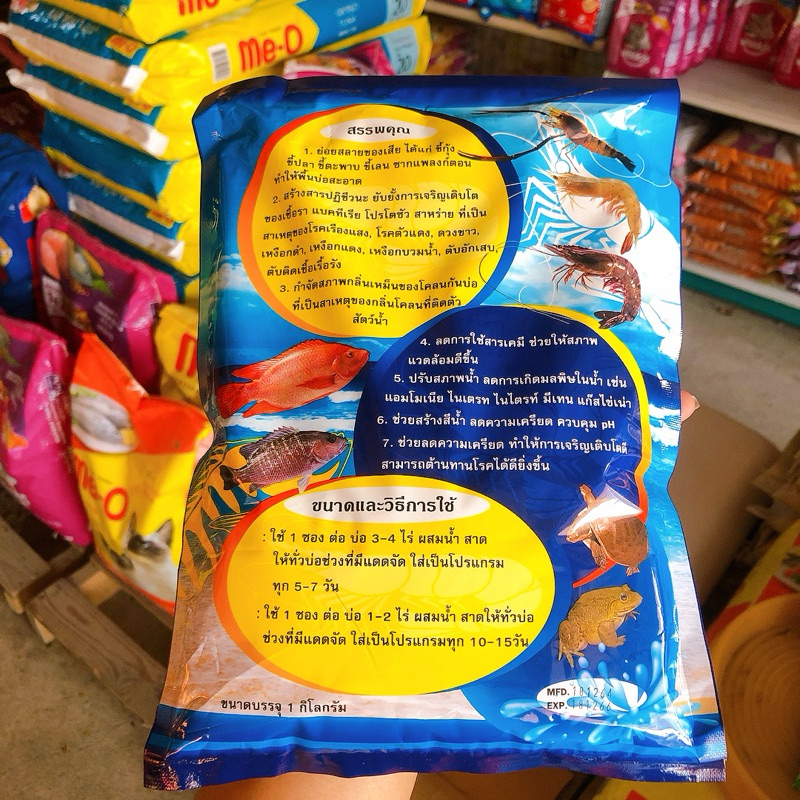 Me-O
Me-O
สรรพคุณ
1. ย่อยสลายของเสีย ได้แก่ ขี้กุ้ง
ขี้ปลา ขี้ตะพาบ ขี้เลน ซากแพลงก์ตอน
ทำให้พื้นบ่อสะอาด
2. สร้างสารปฏิชีวนะ ยับยั้งการเจริญเติบโต
ของเชื้อรา แบคทีเรีย โปรโตซัว สาหร่าย ที่เป็น
สาเหตุของโรคเรืองแสง, โรคตัวแดง, ดวงขาว,
เหงือกดำ, เหงือกแดง, เหงือกบวมน้ำ, ตับอักเสบ,
ตับติดเชื้อเรื้อรัง
3. กำจัดสภาพกลิ่นเหม็นของโคลนก้นบ่อ
ที่เป็นสาเหตุของกลิ่นโคลนที่ติดตัว
สัตว์น้ำ
4. ลดการใช้สารเคมี ช่วยให้สภาพ
แวดล้อมดีขึ้น
5. ปรับสภาพน้ำ ลดการเกิดมลพิษในน้ำ เช่น
แอมโมเนีย ไนเตรท ไนไตรท์ มีเทน แก๊สไข่เน่า
6. ช่วยสร้างสีน้ำ ลดความเครียด ควบคุม pH
7. ช่วยลดความเครียด ทำให้การเจริญเติบโตดี
สามารถต้านทานโรคได้ดียิ่งขึ้น
ขนาดและวิธีการใช้
: ใช้ 1 ซอง ต่อ บ่อ 3-4 ไร่ ผสมน้ำ สาด
ให้ทั่วบ่อช่วงที่มีแดดจัด ใส่เป็นโปรแกรม
ทุก 5-7 วัน
: ใช้ 1 ซอง ต่อ บ่อ 1-2 ไร่ ผสมน้ำ สาดให้ทั่วบ่อ
ช่วงที่มีแดดจัด ใส่เป็นโปรแกรมทุก 10-15วัน
ขนาดบรรจุ 1 กิโลกรัม
MFD. 181264
EXP. 181266
me-O